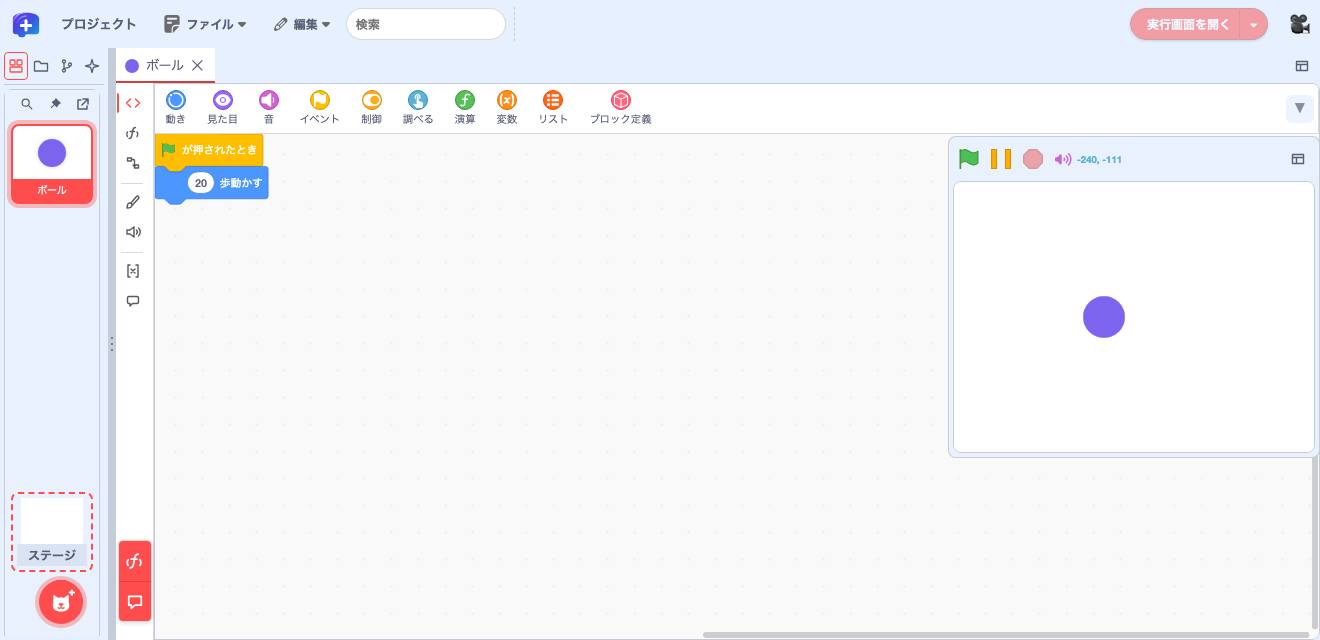 プロジェクト ファイル 編集 検索 実行画面を開く
ボール
動き 見た目 音 イベント 制御 調べる 演算 変数 リスト ブロック定義
が押されたとき
20 歩動かす
-240, -111
ボール
ステージ